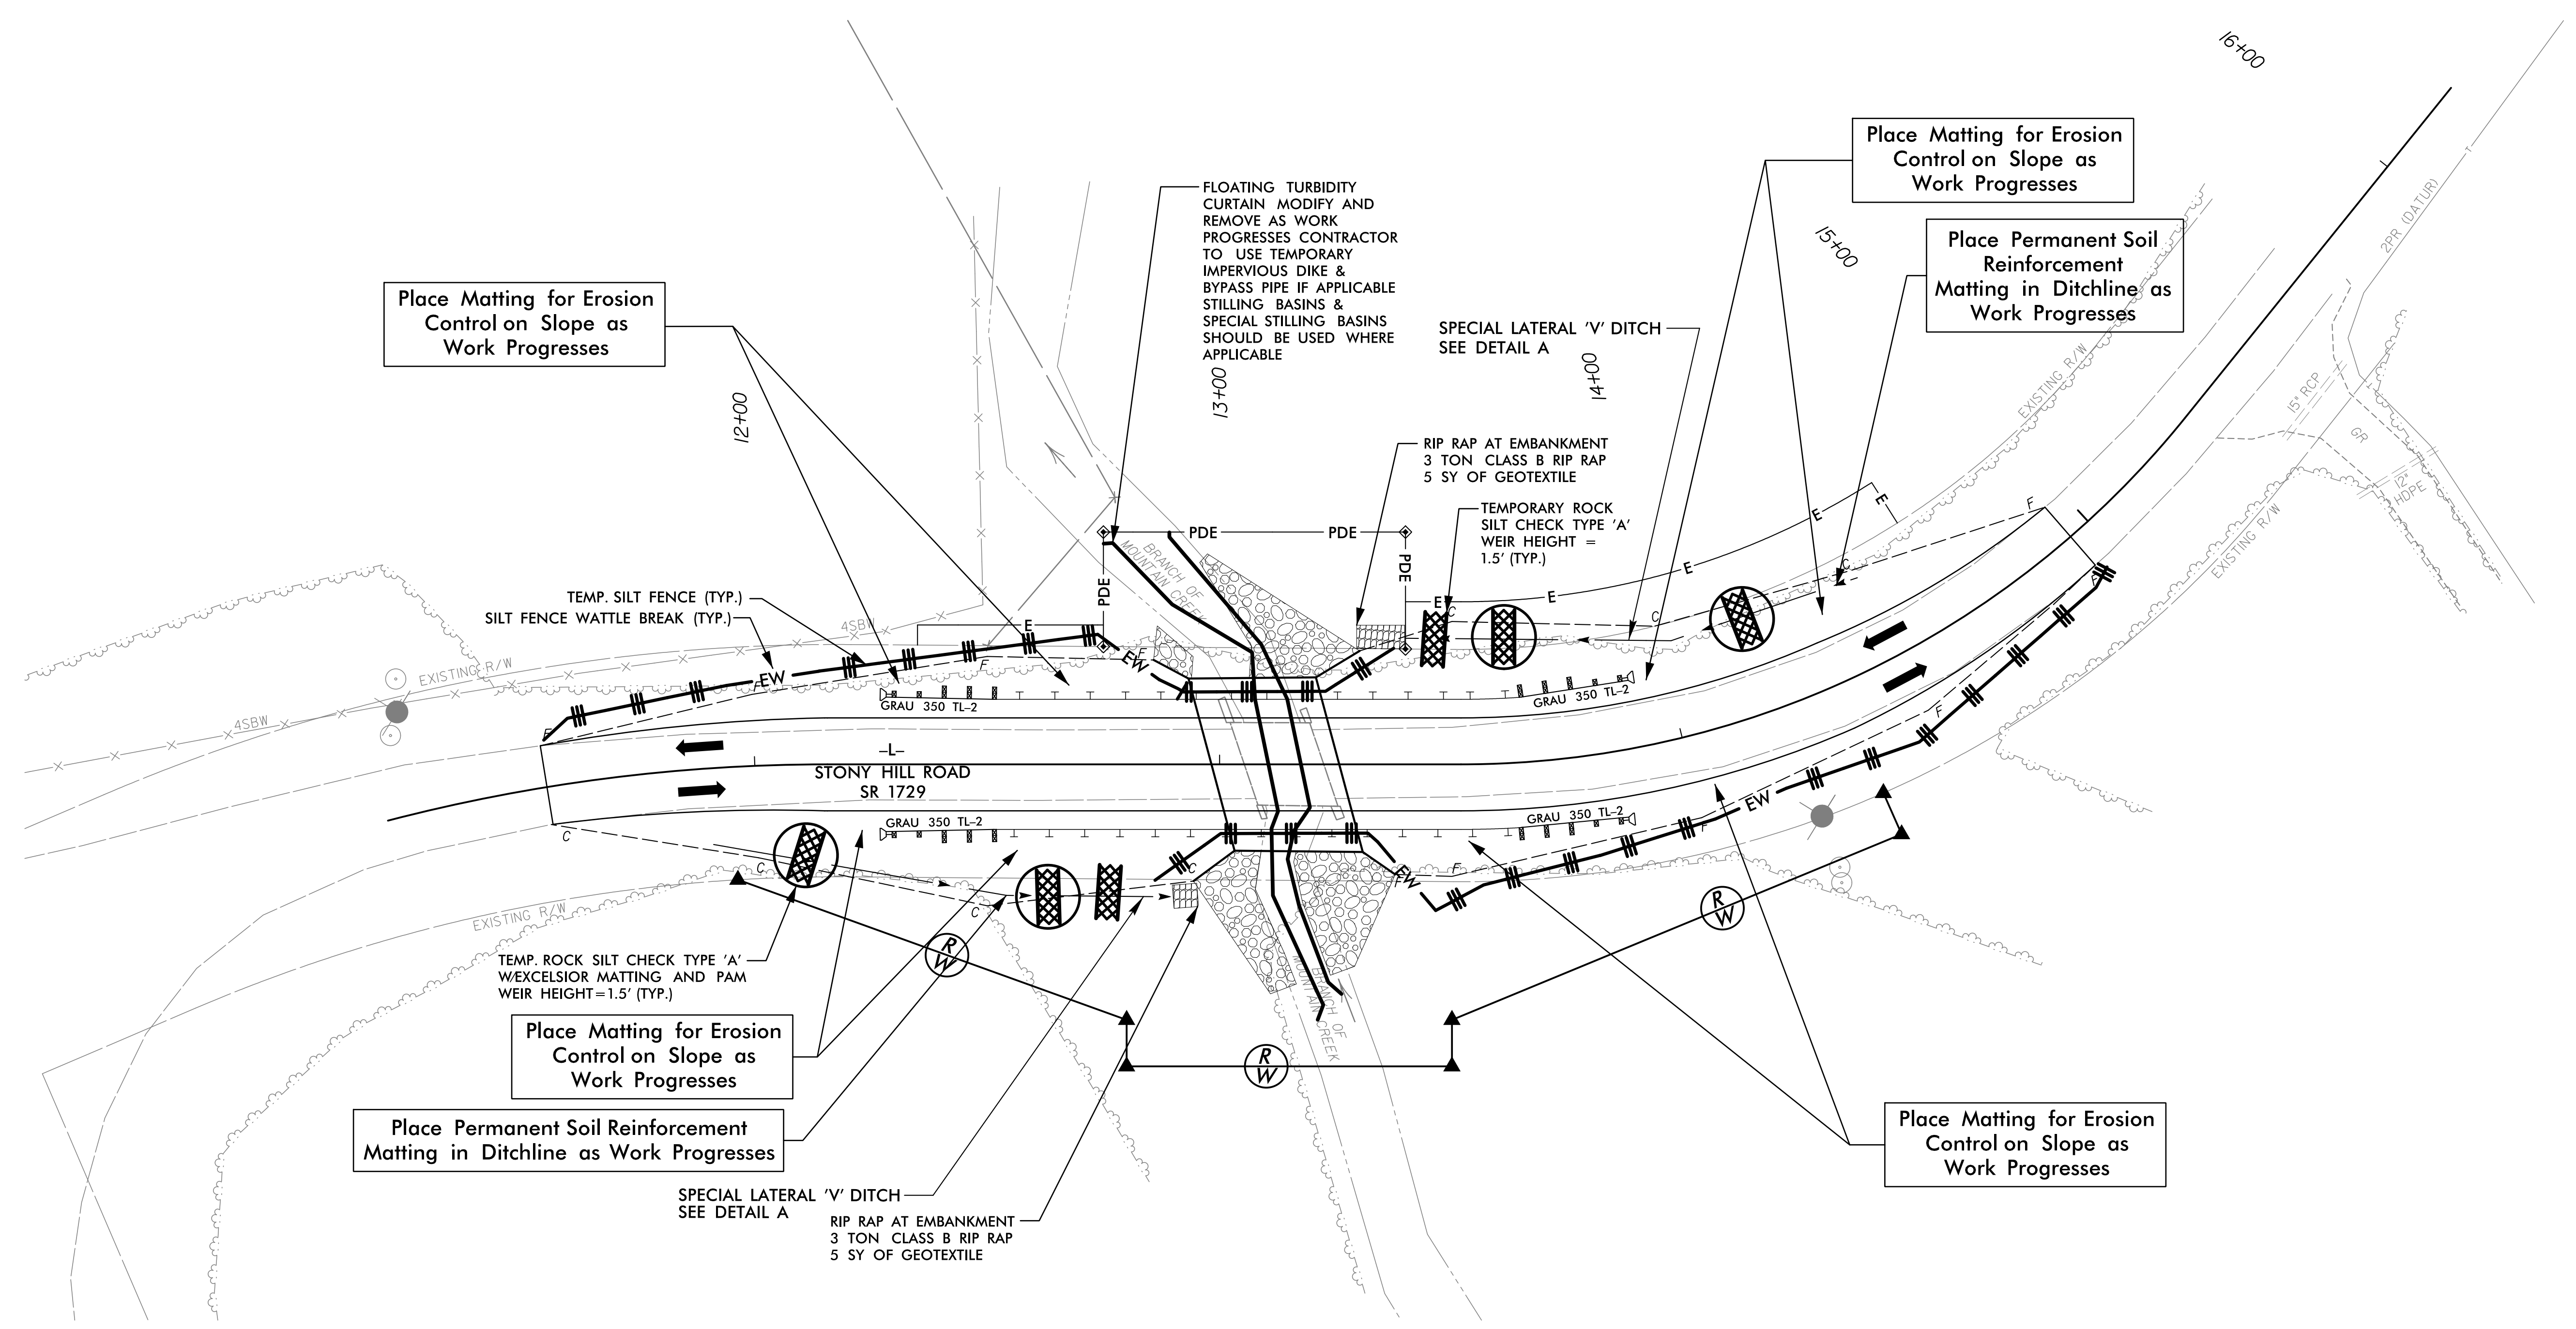 16+00
Place Matting for Erosion
Control on Slope as
Work Progresses
FLOATING TURBIDITY
CURTAIN MODIFY AND
REMOVE AS WORK
PROGRESSES CONTRACTOR
TO USE TEMPORARY
IMPERVIOUS DIKE &
BYPASS PIPE IF APPLICABLE
STILLING BASINS &
SPECIAL STILLING BASINS
SHOULD BE USED WHERE
APPLICABLE
15+00
Place Permanent Soil
Reinforcement
Matting in Ditchline as
Work Progresses
2PR (DATUR)
T
Place Matting for Erosion
Control on Slope as
Work Progresses
SPECIAL LATERAL 'V' DITCH
SEE DETAIL A
12+00
13+00
14+00
EXISTING R/W
15" RCP
GR
12"
HDPE
RIP RAP AT EMBANKMENT
3 TON CLASS B RIP RAP
5 SY OF GEOTEXTILE
TEMPORARY ROCK
SILT CHECK TYPE 'A'
WEIR HEIGHT =
1.5' (TYP.)
PDE
PDE
PDE
PDE
E
E
E
E
E
E
F
C
C
C
EXISTING R/W
BRANCH OF
MOUNTAIN CREEK
TEMP. SILT FENCE (TYP.)
SILT FENCE WATTLE BREAK (TYP.)
4SBW
EXISTING R/W
EW
EW
F
F
F
F
4SBW
GRAU 350 TL-2
GRAU 350 TL-2
-L-
STONY HILL ROAD
SR 1729
GRAU 350 TL-2
GRAU 350 TL-2
EW
EW
F
F
F
F
C
C
C
C
EXISTING R/W
R
W
R
W
R
W
BRANCH OF
MOUNTAIN CREEK
TEMP. ROCK SILT CHECK TYPE 'A'
W/EXCELSIOR MATTING AND PAM
WEIR HEIGHT=1.5' (TYP.)
Place Matting for Erosion
Control on Slope as
Work Progresses
Place Permanent Soil Reinforcement
Matting in Ditchline as Work Progresses
SPECIAL LATERAL 'V' DITCH
SEE DETAIL A
RIP RAP AT EMBANKMENT
3 TON CLASS B RIP RAP
5 SY OF GEOTEXTILE
Place Matting for Erosion
Control on Slope as
Work Progresses